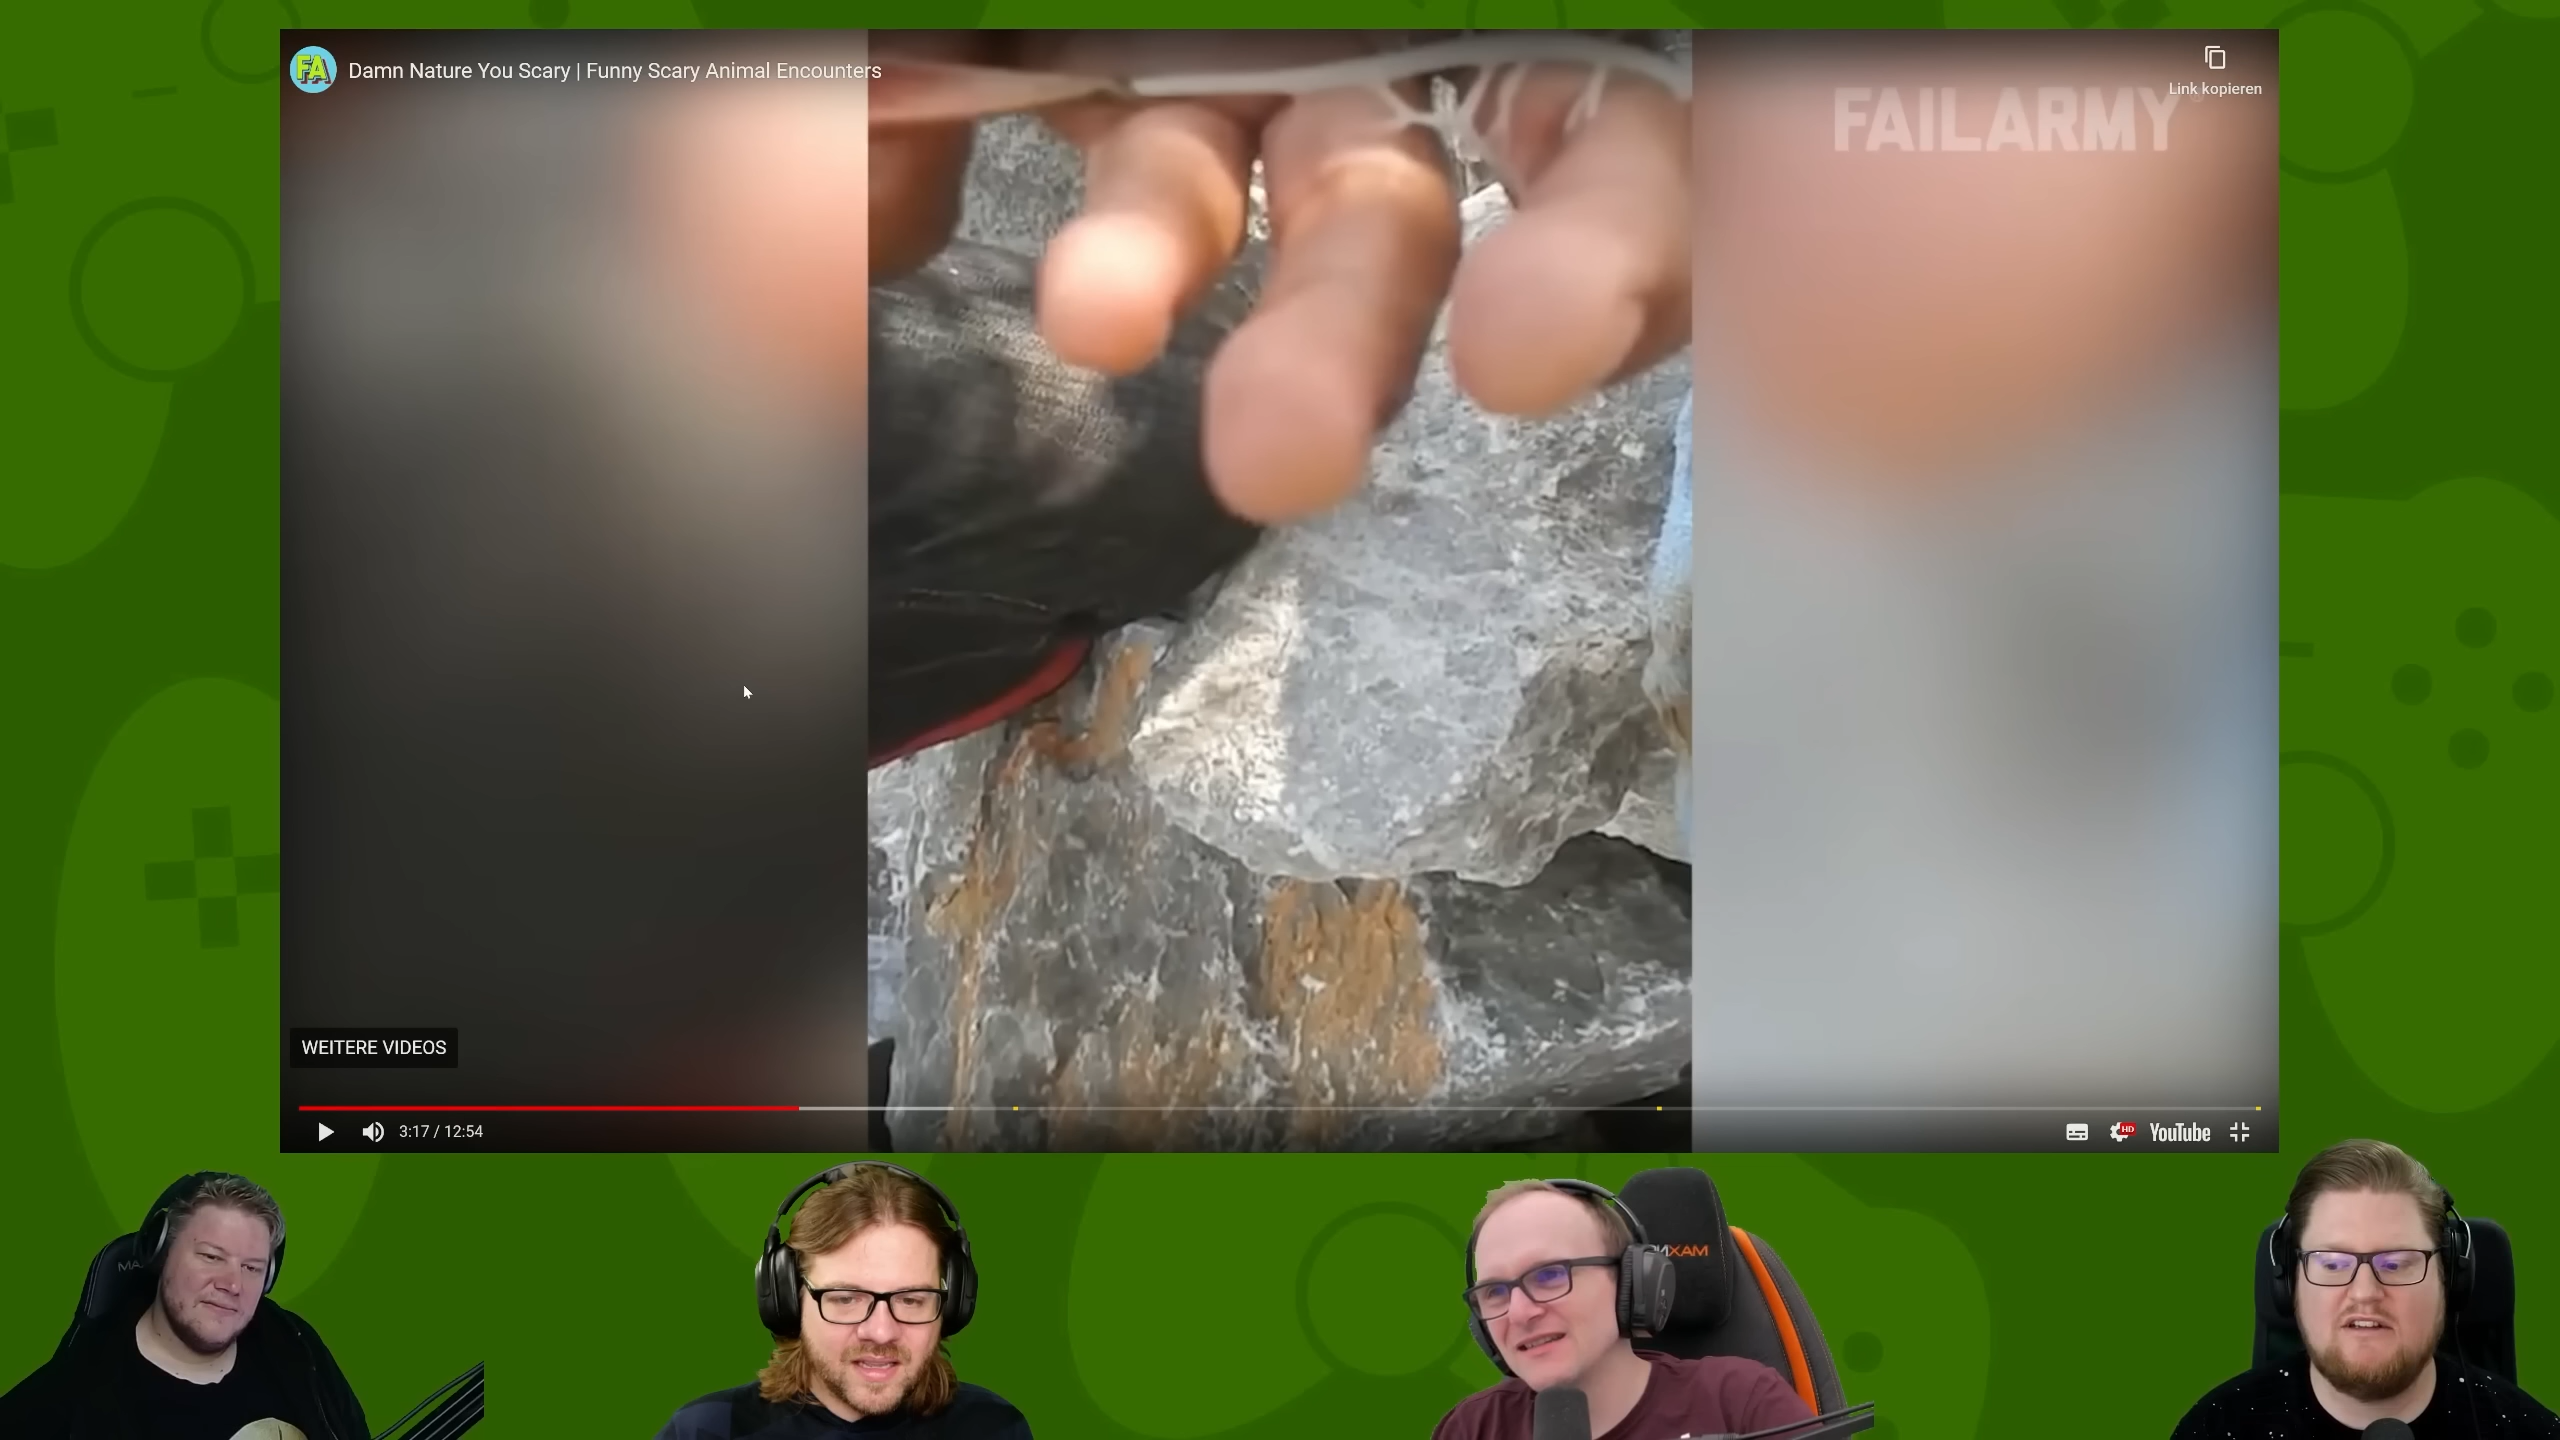 FA
Damn Nature You Scary | Funny Scary Animal Encounters
Link kopieren
FAILARMY
WEITERE VIDEOS
3:17 / 12:54
HD
YouTube